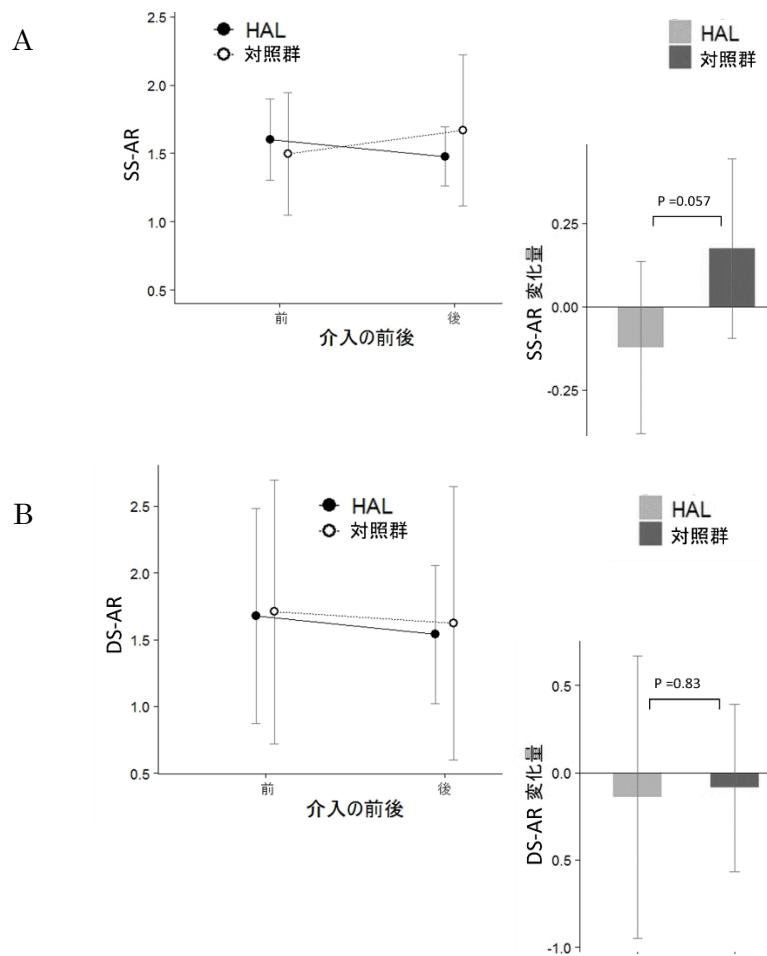 A
HAL
対照群
SS-AR
2.5
2.0
1.5
1.0
0.5
前
後
介入の前後
HAL
対照群
P =0.057
SS-AR 変化量
0.25
0.00
-0.25
B
HAL
対照群
DS-AR
2.5
2.0
1.5
1.0
0.5
前
後
介入の前後
HAL
対照群
P =0.83
DS-AR 変化量
0.5
0.0
0.5
-1.0